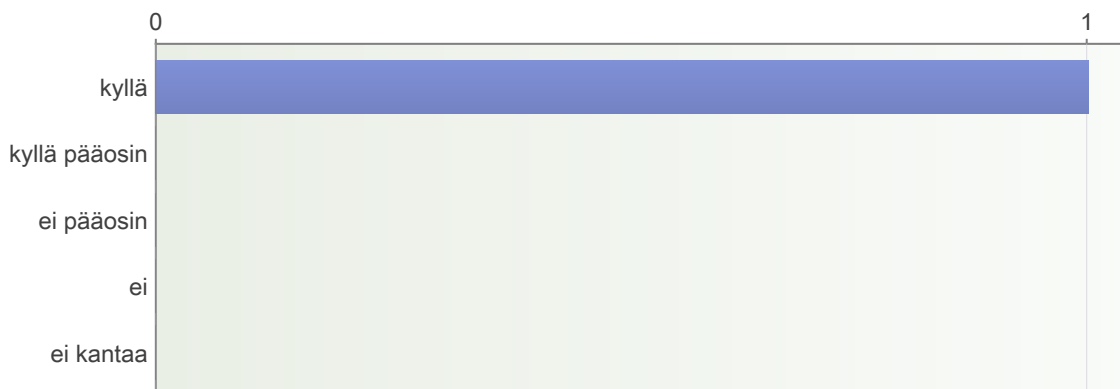 0 1
kyllä
kyllä pääosin
ei pääosin
ei
ei kantaa